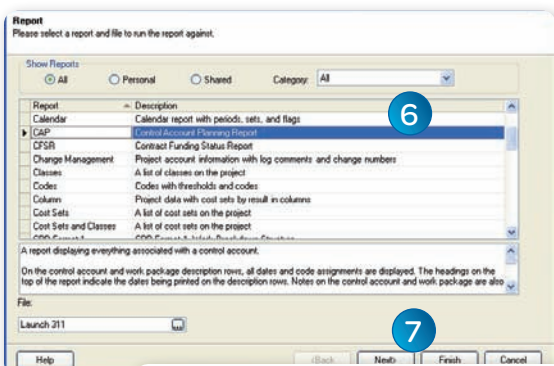 Report
Please select a report and file to run the report against.
Show Reports
All Personal Shared Category: All
6
Report Description
Calendar Calendar report with periods, sets, and flags
CAP Control Account Planning Report
CFSR Contract Funding Status Report
Change Management Project account information with log comments and change numbers
Classes A list of classes on the project
Codes Codes with thresholds and codes
Column Project data with cost sets by result in columns
Cost Sets A list of cost sets on the project
Cost Sets and Classes A list of cost sets on the project
A report displaying everything associated with a control account.
On the control account and work package description rows, all dates and code assignments are displayed. The headings on the
top of the report indicate the dates being printed on the description rows. Notes on the control account and work package are also
File:
Launch 311
7
Help <Back Next> Finish Cancel